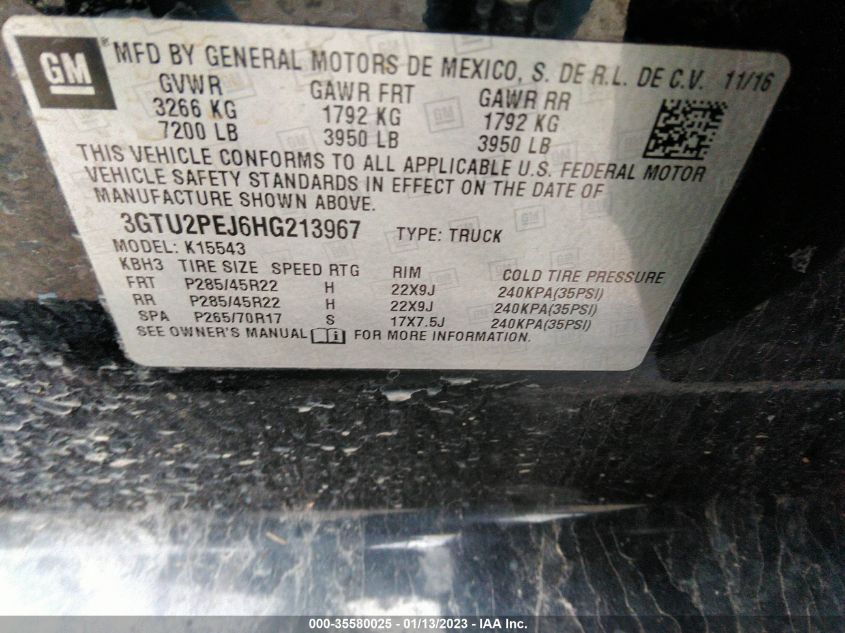 GM ® MFD BY GENERAL MOTORS DE MEXICO, S. DE R.L. DE C.V. 11/16
GVWR GAWR FRT GAWR RR
3266 KG 1792 KG 1792 KG
7200 LB 3950 LB 3950 LB
THIS VEHICLE CONFORMS TO ALL APPLICABLE U.S. FEDERAL MOTOR
VEHICLE SAFETY STANDARDS IN EFFECT ON THE DATE OF
MANUFACTURE SHOWN ABOVE.
3GTU2PEJ6HG213967 TYPE: TRUCK
MODEL: K15543
KBH3 TIRE SIZE SPEED RTG RIM COLD TIRE PRESSURE
FRT P285/45R22 H 22X9J 240KPA(35PSI)
RR P285/45R22 H 22X9J 240KPA(35PSI)
SPA P265/70R17 S 17X7.5J 240KPA(35PSI)
SEE OWNER'S MANUAL FOR MORE INFORMATION.
000-35580025 - 01/13/2023 - IAA Inc.